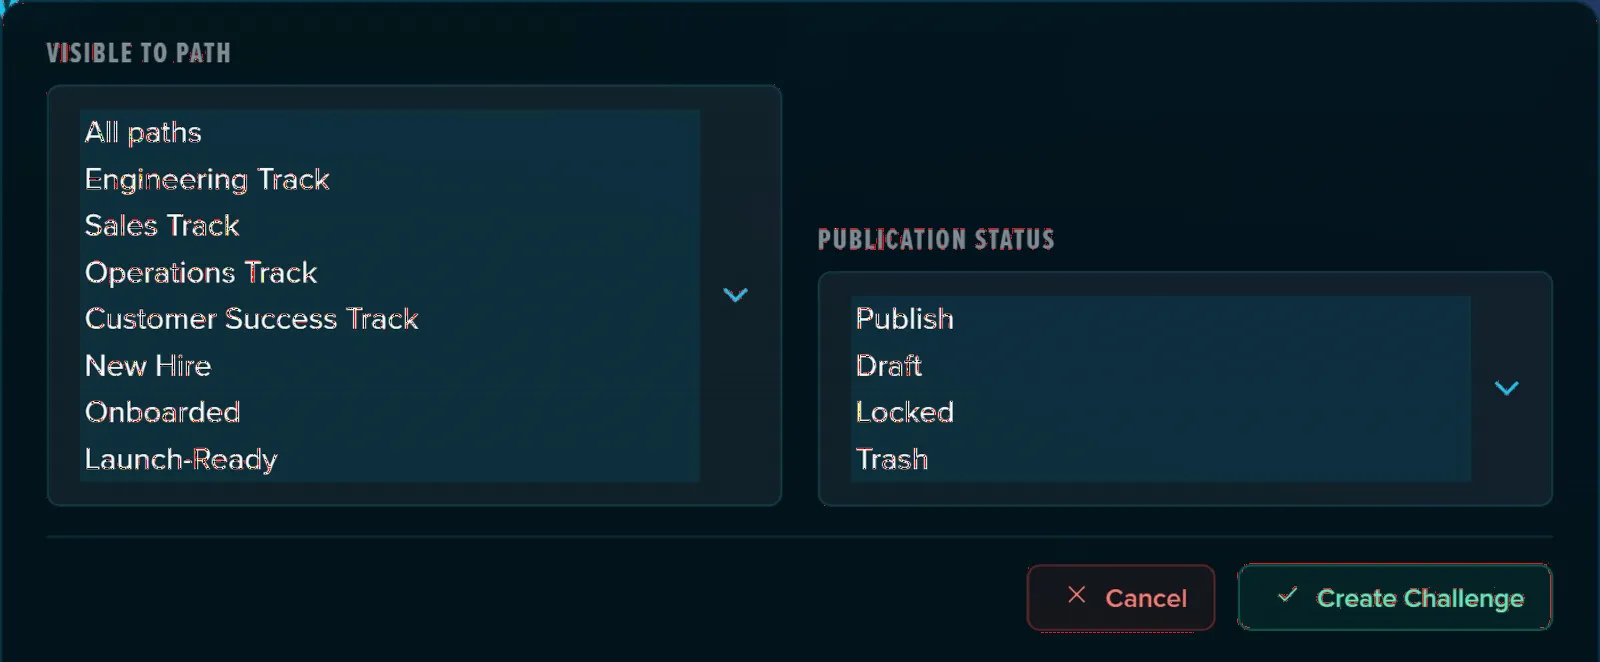 VISIBLE TO PATH
All paths
Engineering Track
Sales Track
Operations Track
Customer Success Track
New Hire
Onboarded
Launch-Ready
PUBLICATION STATUS
Publish
Draft
Locked
Trash
Cancel
Create Challenge